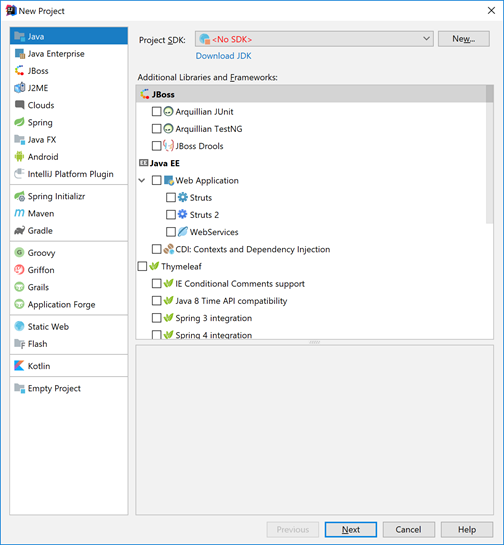 New Project
Java
Java Enterprise
JBoss
J2ME
Clouds
Spring
Java FX
Android
IntelliJ Platform Plugin
Spring Initializr
Maven
Gradle
Groovy
Griffon
Grails
Application Forge
Static Web
Flash
Kotlin
Empty Project
Project SDK: <No SDK> New...
Download JDK
Additional Libraries and Frameworks:
JBoss
Arquillian JUnit
Arquillian TestNG
JBoss Drools
Java EE
Web Application
Struts
Struts 2
WebServices
CDI: Contexts and Dependency Injection
Thymeleaf
IE Conditional Comments support
Java 8 Time API compatibility
Spring 3 integration
Spring 4 integration
Previous Next Cancel Help